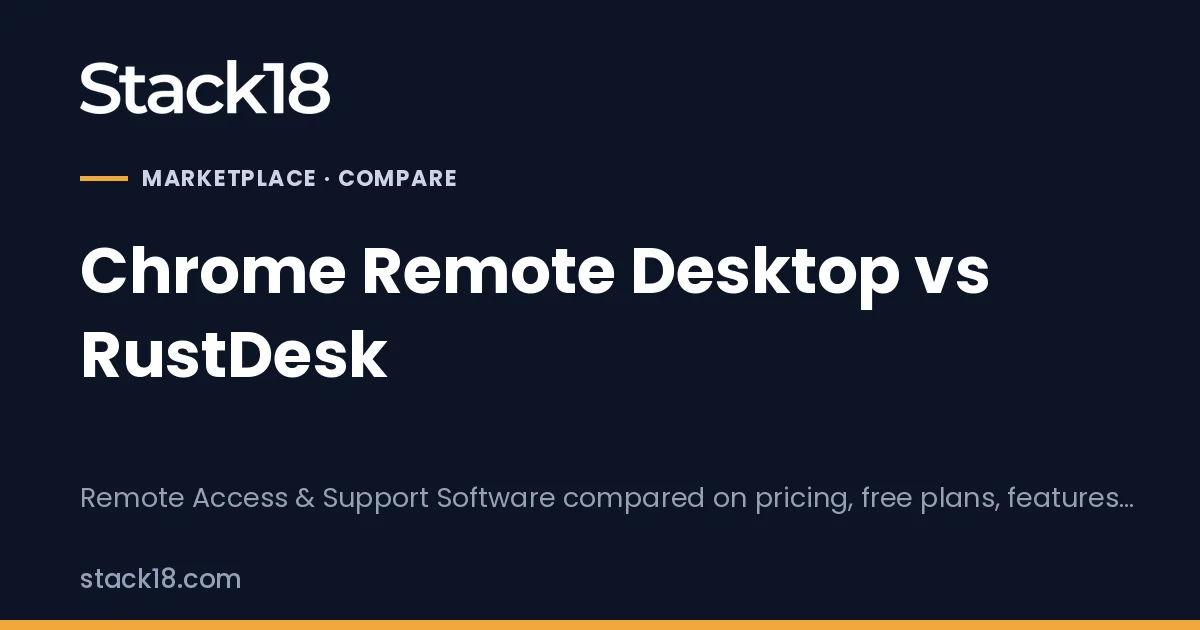 Stack18
MARKETPLACE · COMPARE
Chrome Remote Desktop vs
RustDesk
Remote Access & Support Software compared on pricing, free plans, features...
stack18.com